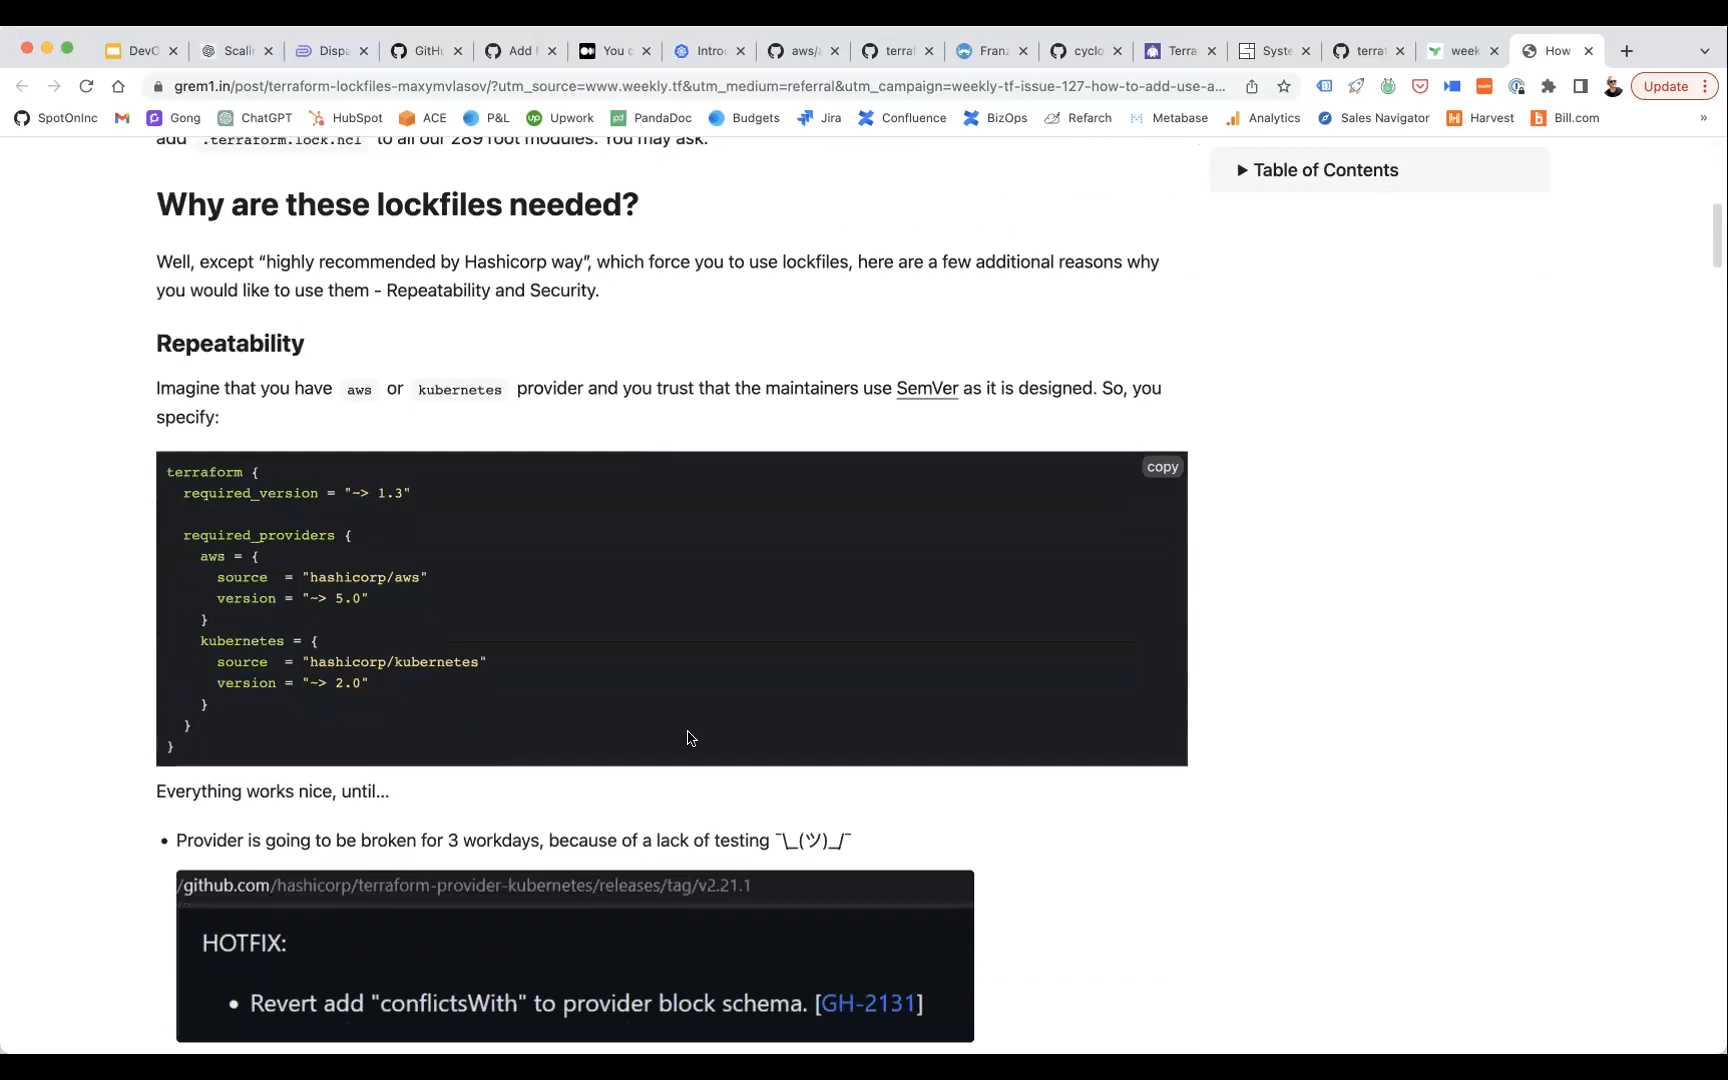 DevO
Scalin
Dispa
GitHu
Add
You c
Introc
aws/
terraf
Franz
cyclo
Terra
Syste
terraf
week
How
grem1.in/post/terraform-lockfiles-maxymvlasov/?utm_source=www.weekly.tf&utm_medium=referral&utm_campaign=weekly-tf-issue-127-how-to-add-use-a...
Update
SpotOnInc
Gong
ChatGPT
HubSpot
ACE
P&L
Upwork
PandaDoc
Budgets
Jira
Confluence
BizOps
Refarch
Metabase
Analytics
Sales Navigator
Harvest
Bill.com
»
add .terraform.lock.hcl to all our 289 root modules. You may ask:
Table of Contents
Why are these lockfiles needed?
Well, except “highly recommended by Hashicorp way”, which force you to use lockfiles, here are a few additional reasons why
you would like to use them - Repeatability and Security.
Repeatability
Imagine that you have aws or kubernetes provider and you trust that the maintainers use SemVer as it is designed. So, you
specify:
copy
terraform {
required_version = "~> 1.3"
required_providers {
aws = {
source = "hashicorp/aws"
version = "~> 5.0"
}
kubernetes = {
source = "hashicorp/kubernetes"
version = "~> 2.0"
}
}
}
Everything works nice, until...
• Provider is going to be broken for 3 workdays, because of a lack of testing ¯\_(ツ)_/¯
/github.com/hashicorp/terraform-provider-kubernetes/releases/tag/v2.21.1
HOTFIX:
• Revert add "conflictsWith" to provider block schema. [GH-2131]